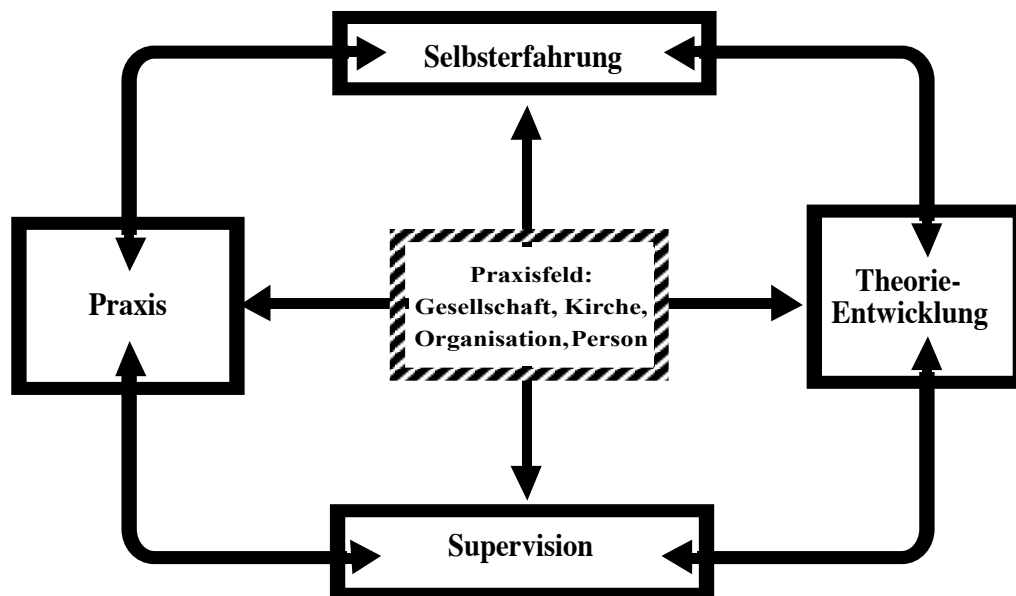 Selbsterfahrung
Praxis
Praxisfeld:
Gesellschaft, Kirche,
Organisation, Person
Theorie-
Entwicklung
Supervision